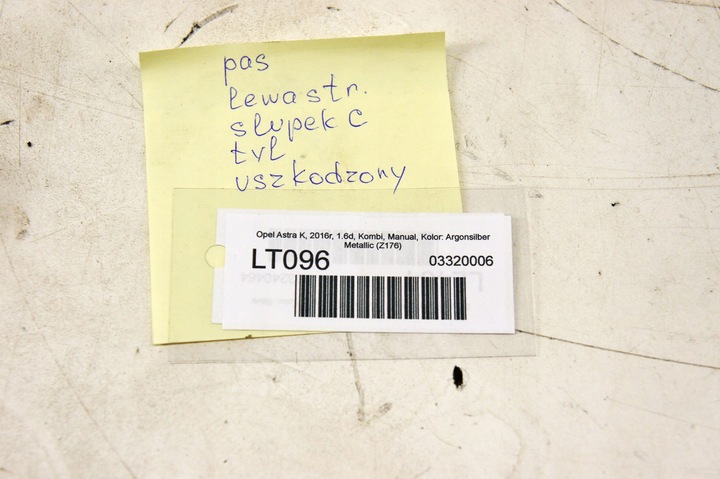 pas
lewa str.
słupek C
tył
uszkodzony
Opel Astra K, 2016r, 1.6d, Kombi, Manual, Kolor: Argonsilber
Metallic (Z176)
LT096 03320006